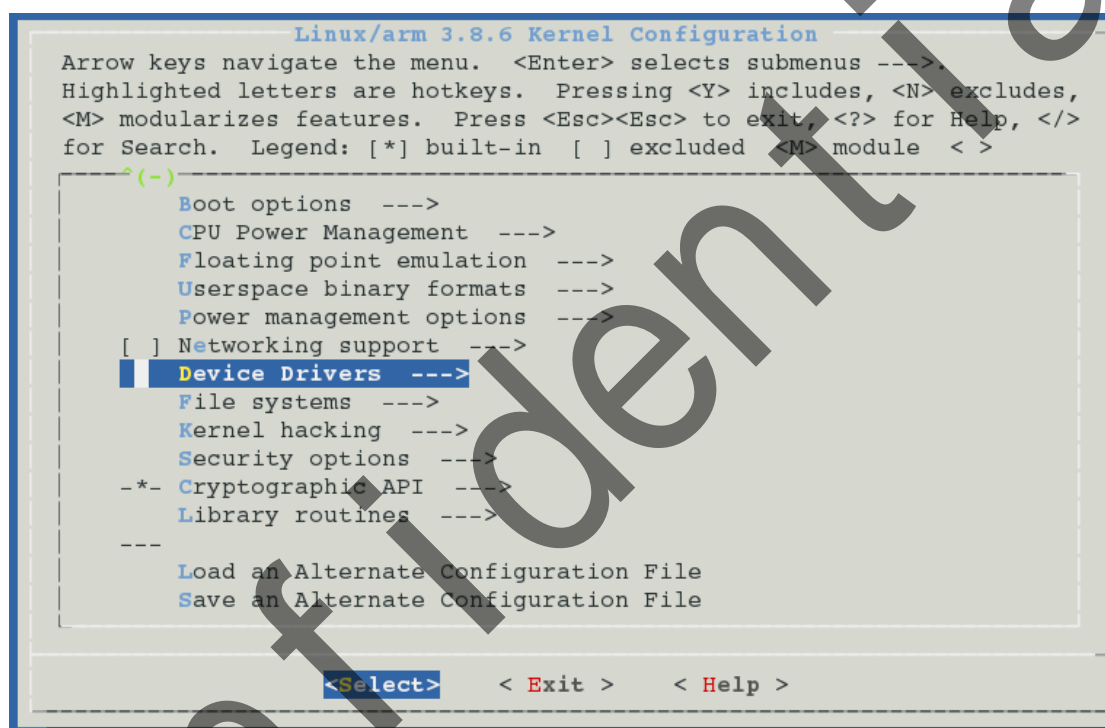 Linux/arm 3.8.6 Kernel Configuration
Arrow keys navigate the menu.  <Enter> selects submenus --->.
Highlighted letters are hotkeys.  Pressing <Y> includes, <N> excludes,
<M> modularizes features.  Press <Esc><Esc> to exit, <?> for Help, </>
for Search.  Legend: [*] built-in  [ ] excluded  <M> module  < >
^(-)
Boot options  --->
CPU Power Management  --->
Floating point emulation  --->
Userspace binary formats  --->
Power management options  --->
[ ] Networking support  --->
Device Drivers  --->
File systems  --->
Kernel hacking  --->
Security options  --->
-*- Cryptographic API  --->
Library routines  --->
---
Load an Alternate Configuration File
Save an Alternate Configuration File
<Select>    < Exit >    < Help >